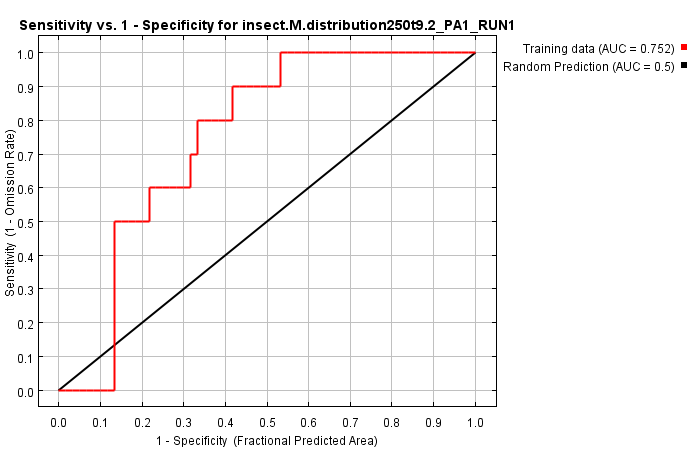 Sensitivity vs. 1 - Specificity for insect.M.distribution250t9.2_PA1_RUN1
Training data (AUC = 0.752)
Random Prediction (AUC = 0.5)
Sensitivity (1 - Omission Rate)
1.0
0.9
0.8
0.7
0.6
0.5
0.4
0.3
0.2
0.1
0.0
0.0 0.1 0.2 0.3 0.4 0.5 0.6 0.7 0.8 0.9 1.0
1 - Specificity (Fractional Predicted Area)